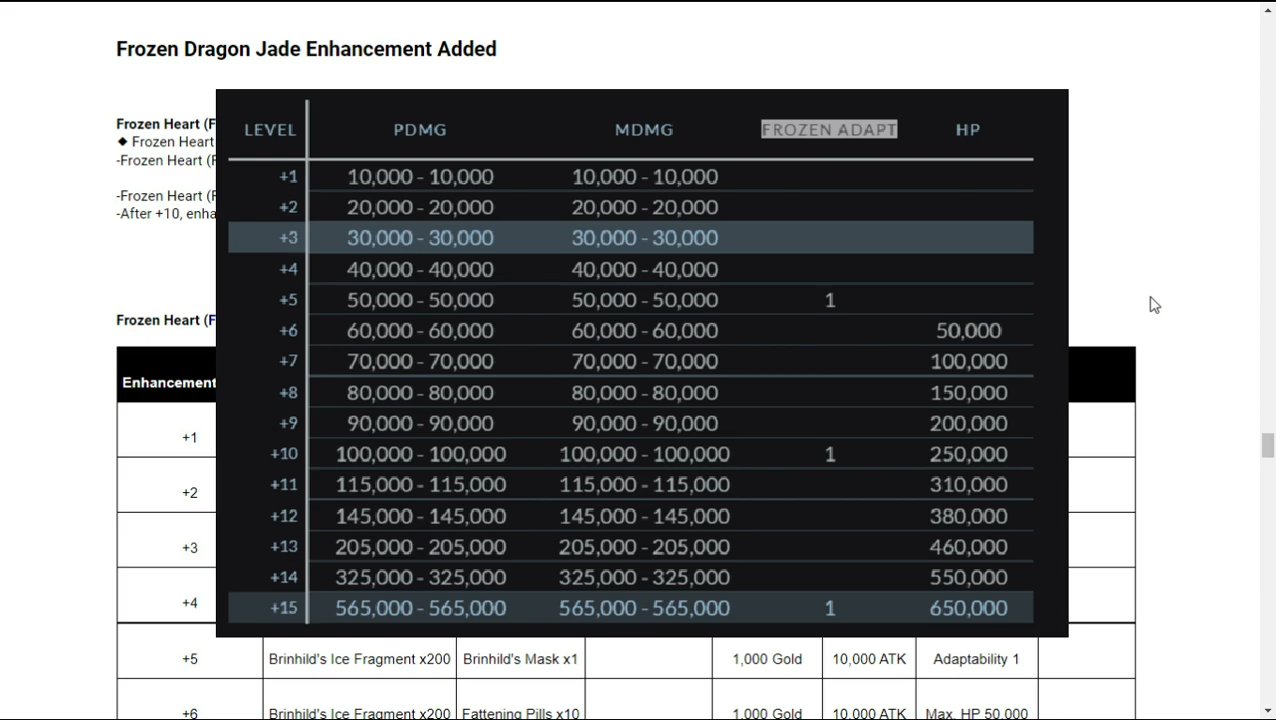 Frozen Dragon Jade Enhancement Added
Frozen Heart (F
◆ Frozen Heart
-Frozen Heart (F
-Frozen Heart (F
-After +10, enha
Frozen Heart (F
Enhancement
+1
+2
+3
+4
LEVEL PDMG MDMG FROZEN ADAPT HP
+1 10,000 - 10,000 10,000 - 10,000
+2 20,000 - 20,000 20,000 - 20,000
+3 30,000 - 30,000 30,000 - 30,000
+4 40,000 - 40,000 40,000 - 40,000
+5 50,000 - 50,000 50,000 - 50,000 1
+6 60,000 - 60,000 60,000 - 60,000 50,000
+7 70,000 - 70,000 70,000 - 70,000 100,000
+8 80,000 - 80,000 80,000 - 80,000 150,000
+9 90,000 - 90,000 90,000 - 90,000 200,000
+10 100,000 - 100,000 100,000 - 100,000 1 250,000
+11 115,000 - 115,000 115,000 - 115,000 310,000
+12 145,000 - 145,000 145,000 - 145,000 380,000
+13 205,000 - 205,000 205,000 - 205,000 460,000
+14 325,000 - 325,000 325,000 - 325,000 550,000
+15 565,000 - 565,000 565,000 - 565,000 1 650,000
+5 Brinhild's Ice Fragment x200 Brinhild's Mask x1 1,000 Gold 10,000 ATK Adaptability 1
+6 Brinhild's Ice Fragment x200 Fattening Pills x10 1,000 Gold 10,000 ATK Max. HP 50,000